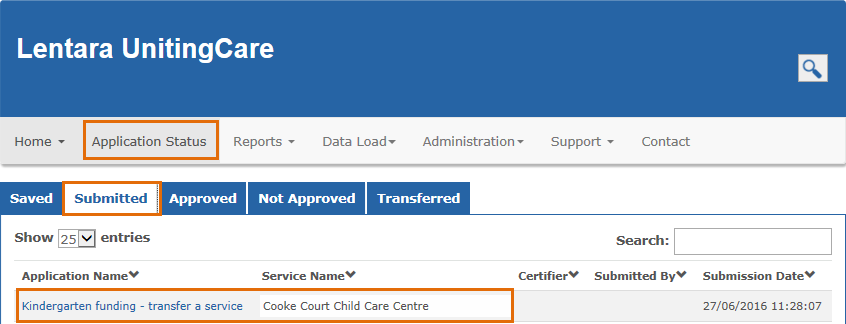 Lentara UnitingCare
Home Application Status Reports Data Load Administration Support Contact
Saved Submitted Approved Not Approved Transferred
Show 25 entries Search:
Application Name Service Name Certifier Submitted By Submission Date
Kindergarten funding - transfer a service Cooke Court Child Care Centre 27/06/2016 11:28:07